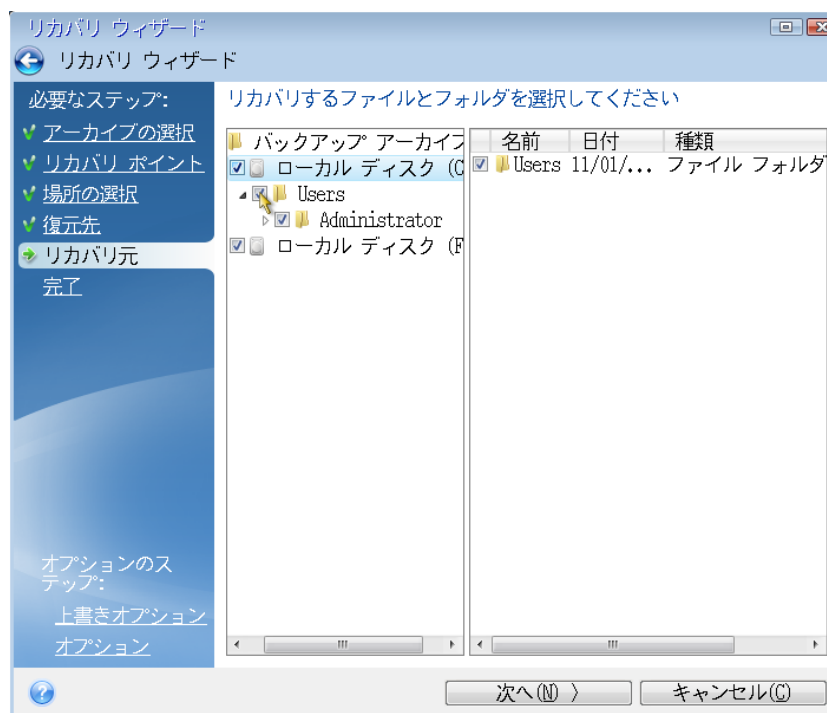 リカバリ ウィザード
リカバリ ウィザード
必要なステップ:
アーカイブの選択
リカバリ ポイント
場所の選択
復元先
リカバリ元
完了
オプションのス
テップ:
上書きオプション
オプション
リカバリするファイルとフォルダを選択してください
バックアップ アーカイブ
ローカル ディスク (C
Users
Administrator
ローカル ディスク (F
名前 日付 種類
Users 11/01/... ファイル フォルダ
次へ(N) 〉
キャンセル(C)